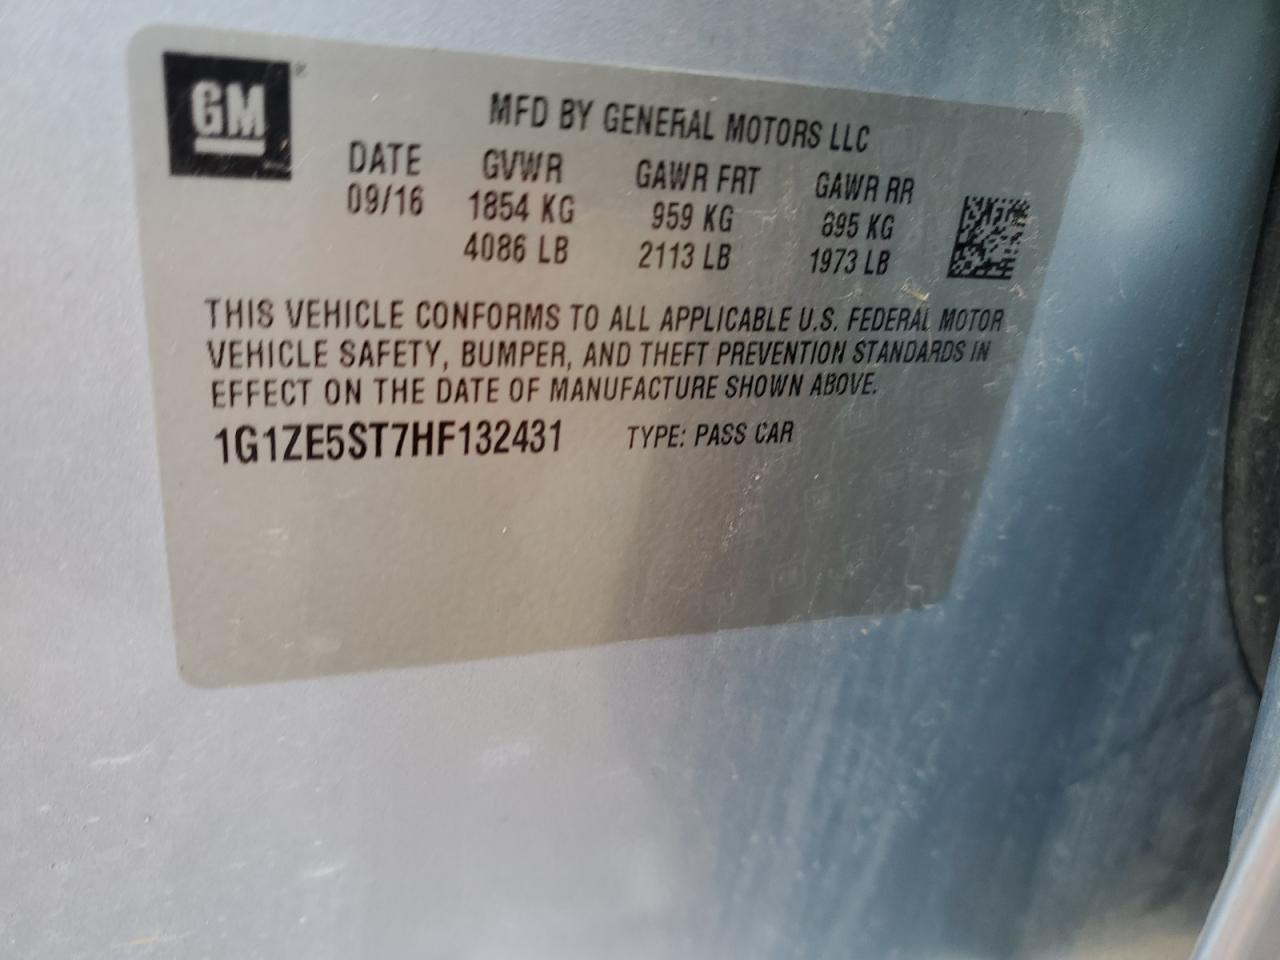 GM
MFD BY GENERAL MOTORS LLC
DATE GVWR GAWR FRT GAWR RR
09/16 1854 KG 959 KG 895 KG
4086 LB 2113 LB 1973 LB
THIS VEHICLE CONFORMS TO ALL APPLICABLE U.S. FEDERAL MOTOR
VEHICLE SAFETY, BUMPER, AND THEFT PREVENTION STANDARDS IN
EFFECT ON THE DATE OF MANUFACTURE SHOWN ABOVE.
1G1ZE5ST7HF132431 TYPE: PASS CAR